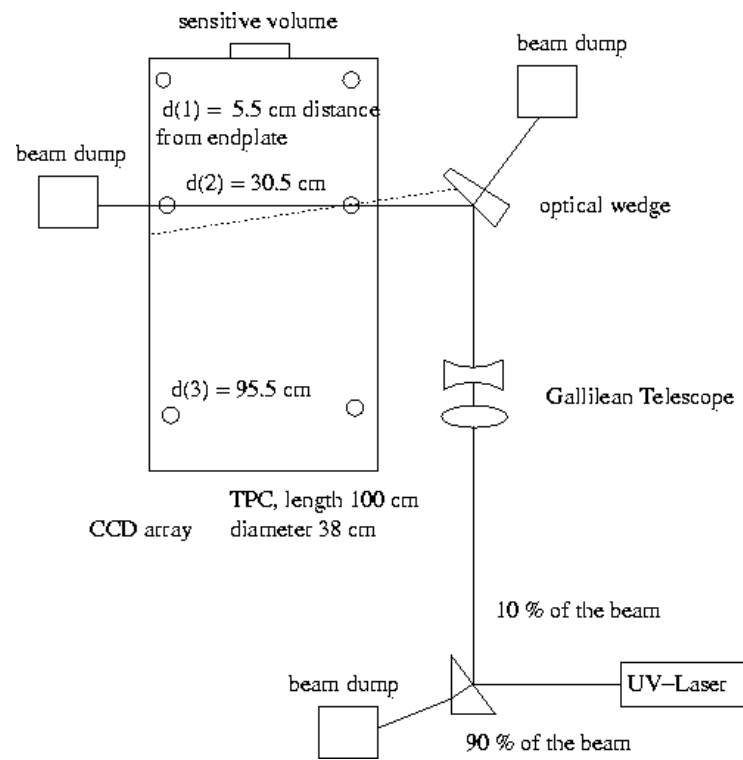 sensitive volume
beam dump
d(1) = 5.5 cm distance
from endplate
beam dump
d(2) = 30.5 cm
optical wedge
d(3) = 95.5 cm
Gallilean Telescope
TPC, length 100 cm
CCD array
diameter 38 cm
10 % of the beam
beam dump
UV–Laser
90 % of the beam